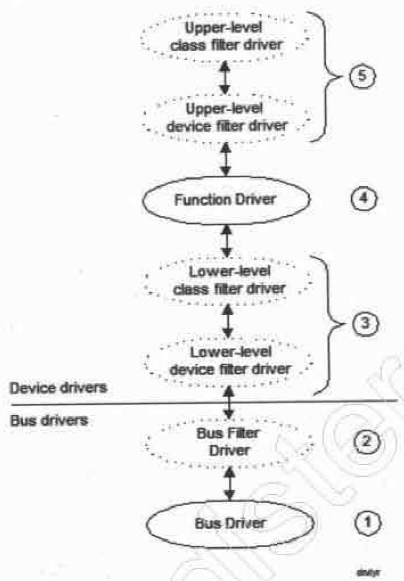 Upper-level
class filter driver
5
Upper-level
device filter driver
Function Driver
4
Lower-level
class filter driver
3
Lower-level
device filter driver
Device drivers
Bus drivers
Bus Filter
Driver
2
Bus Driver
1